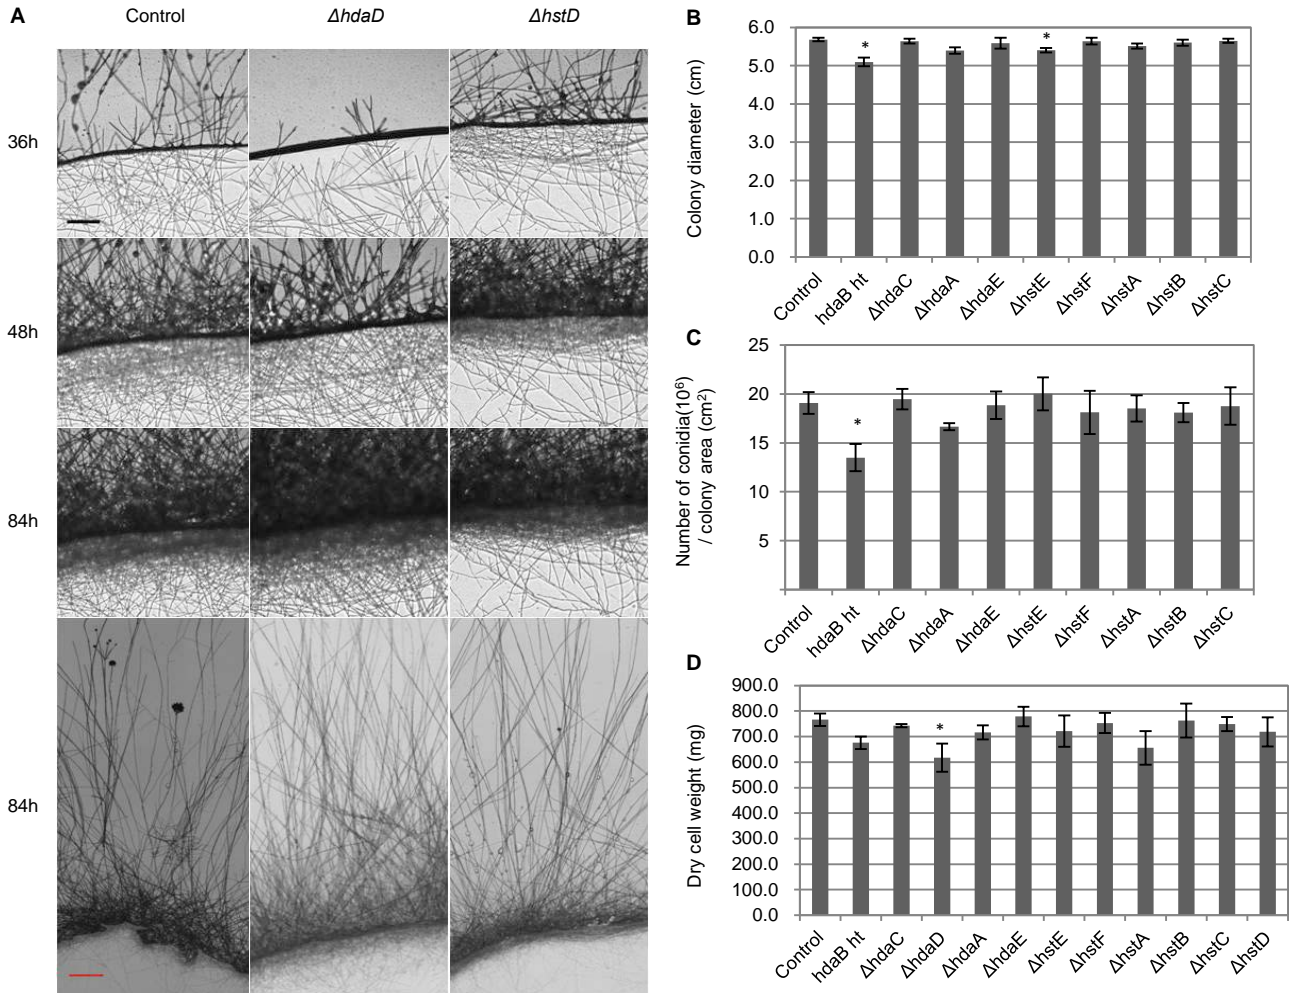 A
Control
ΔhdaD
ΔhstD
36h
48h
84h
84h
B
Colony diameter (cm)
6.0
5.0
4.0
3.0
2.0
1.0
0.0
*
*
Control
hdaB ht
ΔhdaC
ΔhdaA
ΔhdaE
ΔhstE
ΔhstF
ΔhstA
ΔhstB
ΔhstC
C
Number of conidia(10⁶)
/ colony area (cm²)
25
20
15
10
5
*
Control
hdaB ht
ΔhdaC
ΔhdaA
ΔhdaE
ΔhstE
ΔhstF
ΔhstA
ΔhstB
ΔhstC
D
Dry cell weight (mg)
900.0
800.0
700.0
600.0
500.0
400.0
300.0
200.0
100.0
0.0
*
Control
hdaB ht
ΔhdaC
ΔhdaD
ΔhdaA
ΔhdaE
ΔhstE
ΔhstF
ΔhstA
ΔhstB
ΔhstC
ΔhstD